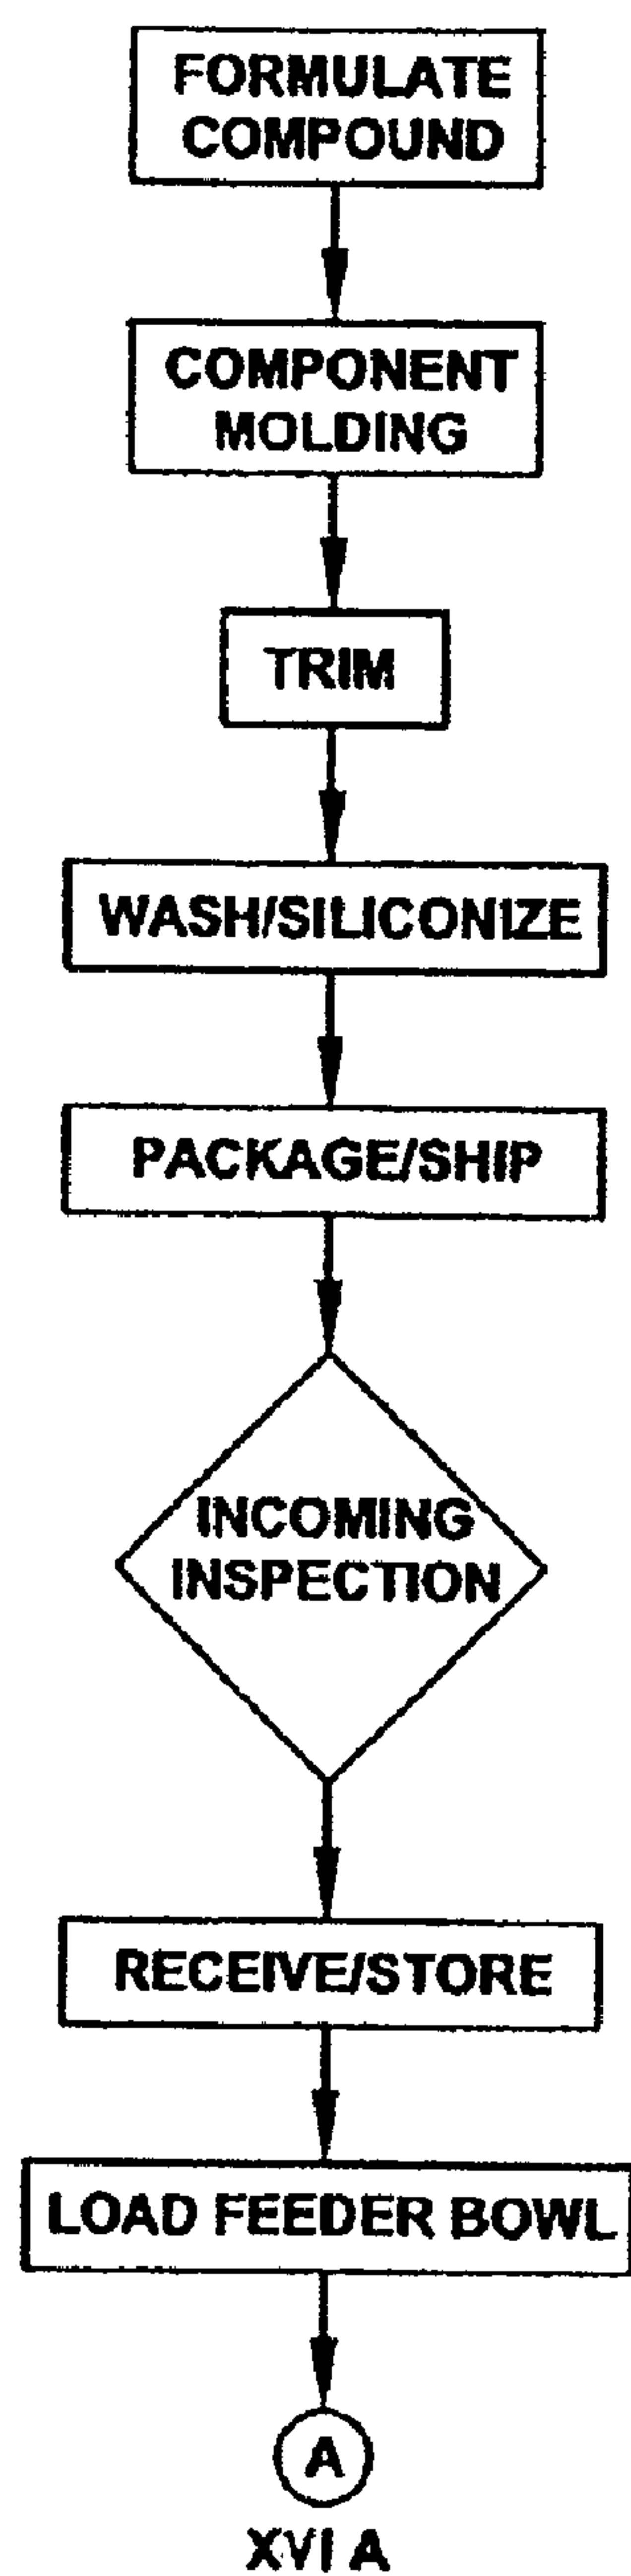 FORMULATE
COMPOUND
COMPONENT
MOLDING
TRIM
WASH/SILICONIZE
PACKAGE/SHIP
INCOMING
INSPECTION
RECEIVE/STORE
LOAD FEEDER BOWL
A
XVI A